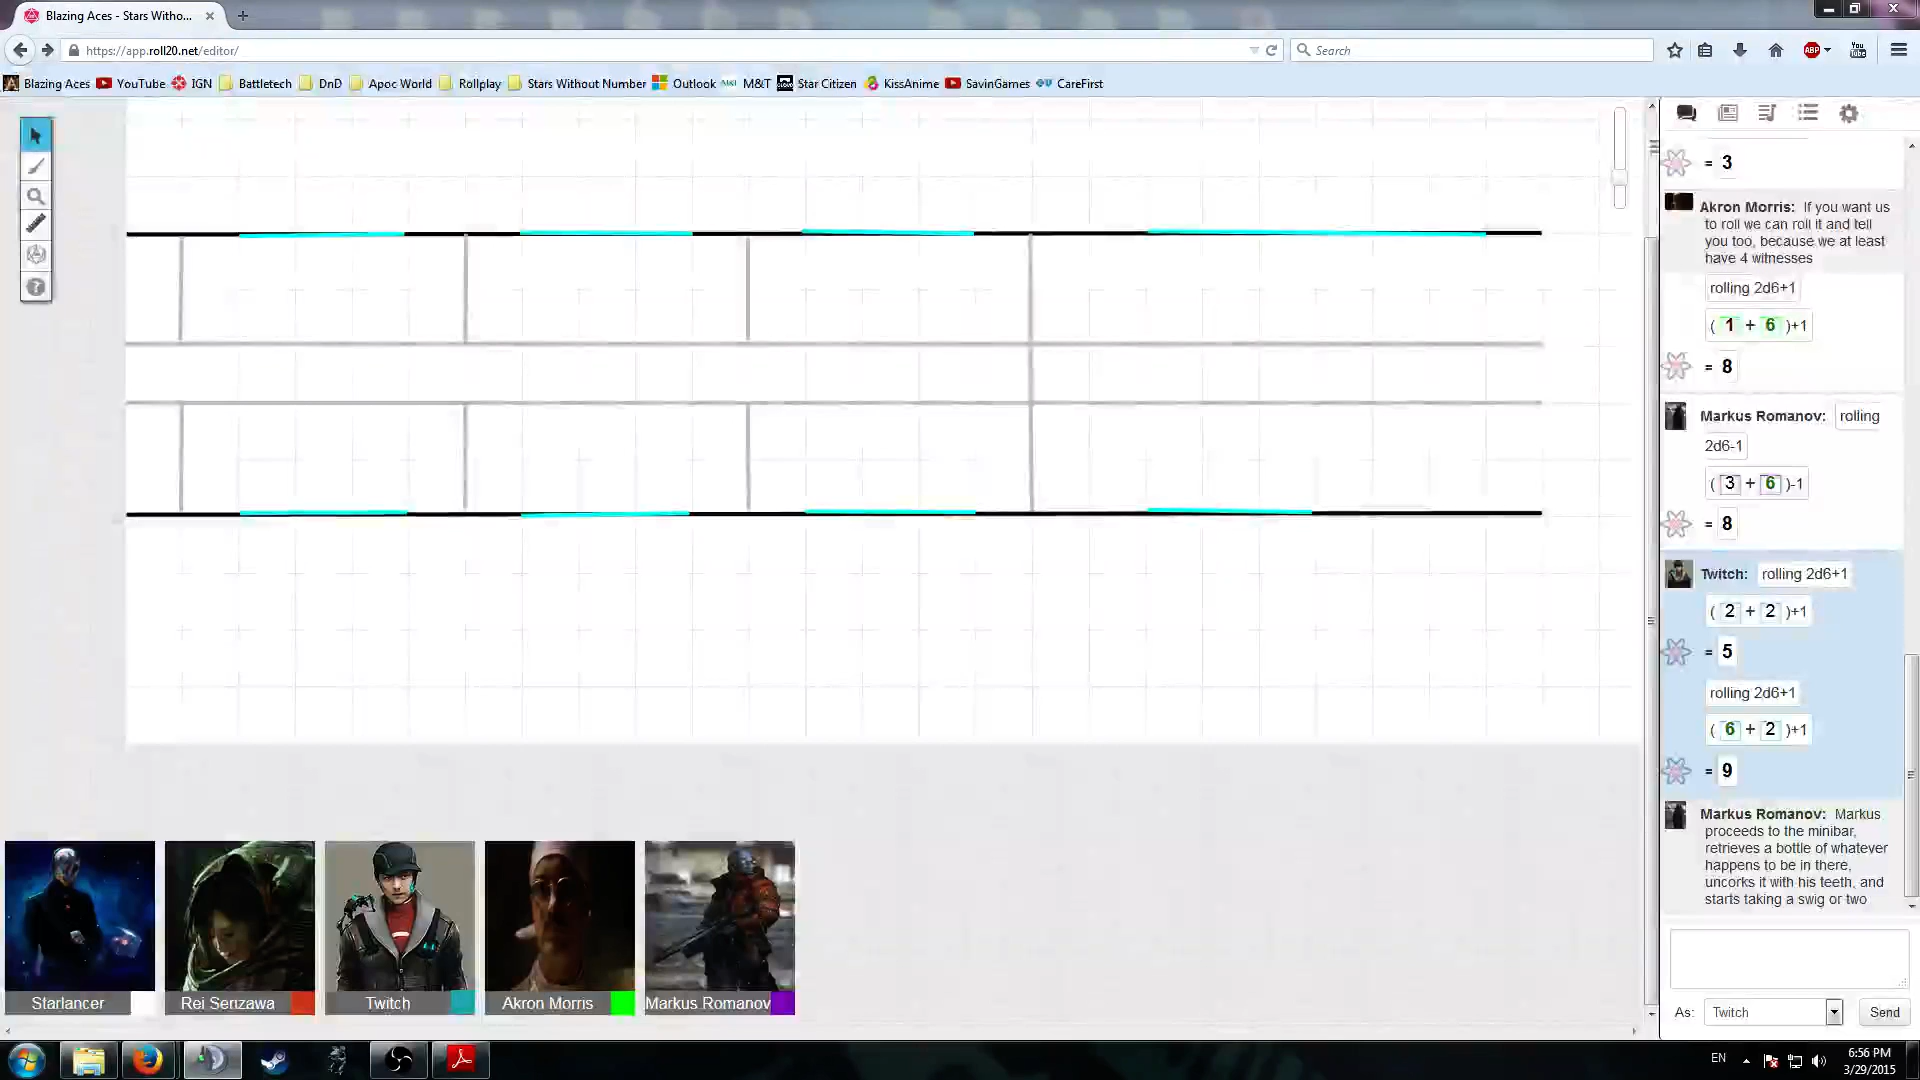 Blazing Aces - Stars Witho...
https://app.roll20.net/editor/
Search
ABP
You
Blazing Aces
YouTube
IGN
Battletech
DnD
Apoc World
Rollplay
Stars Without Number
Outlook
M&T
Star Citizen
KissAnime
SavinGames
CareFirst
= 3
Akron Morris: If you want us
to roll we can roll it and tell
you too, because we at least
have 4 witnesses
rolling 2d6+1
( 1 + 6 )+1
= 8
Markus Romanov: rolling
2d6-1
( 3 + 6 )-1
= 8
Twitch: rolling 2d6+1
( 2 + 2 )+1
= 5
rolling 2d6+1
( 6 + 2 )+1
= 9
Markus Romanov: Markus
proceeds to the minibar,
retrieves a bottle of whatever
happens to be in there,
uncorks it with his teeth, and
starts taking a swig or two
Starlancer
Rei Serizawa
Twitch
Akron Morris
Markus Romanov
As: Twitch Send
EN
6:56 PM
3/29/2015